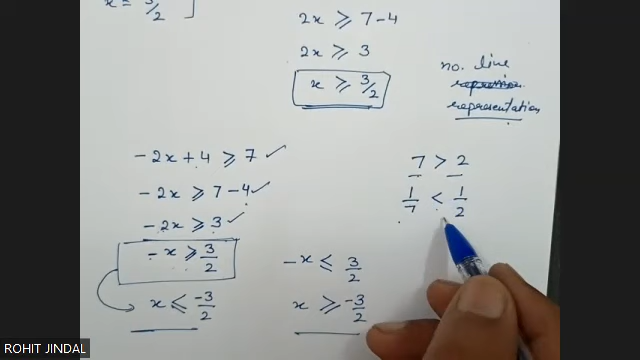 x = 3/2 ]
2x ⩾ 7-4
2x ⩾ 3
x ⩾ 3/2
no. line
representation
-2x + 4 ⩾ 7 ✓
-2x ⩾ 7-4 ✓
-2x ⩾ 3 ✓
-x ⩾ 3/2
x ⩽ -3/2
-x ⩽ 3/2
x ⩾ -3/2
7 > 2
1/7 < 1/2
ROHIT JINDAL